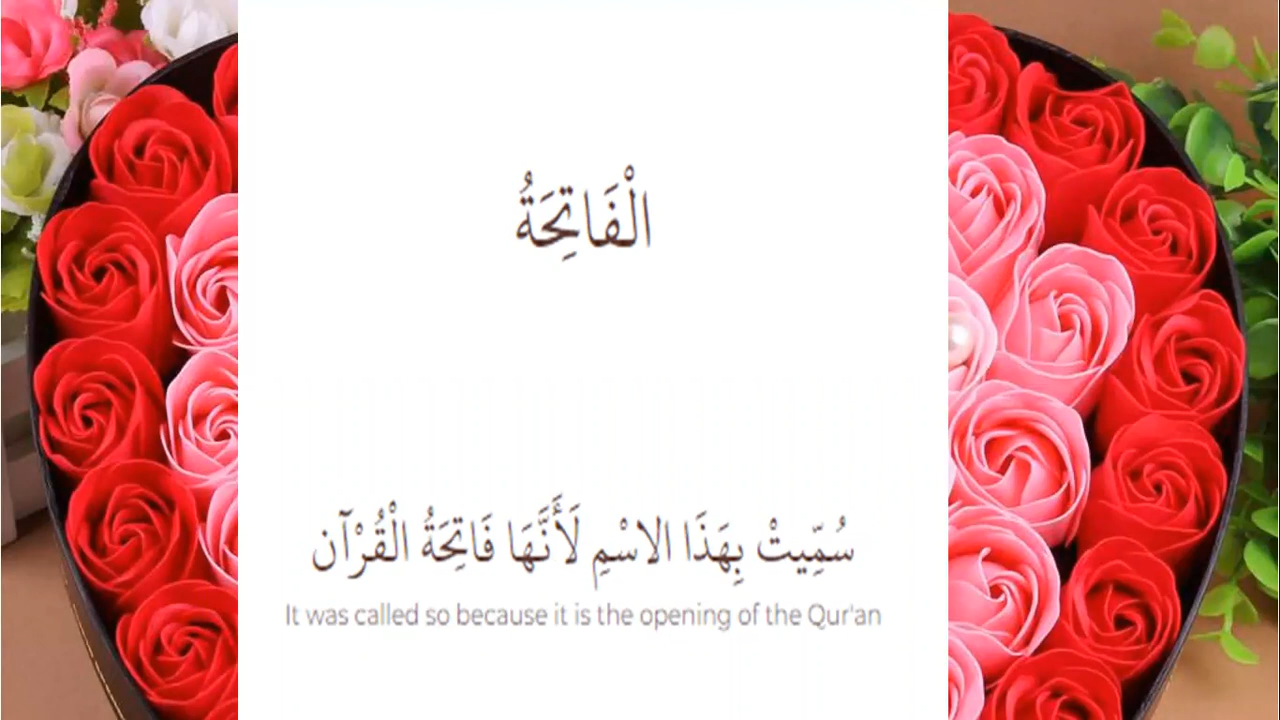 الْفَاتِحَةُ
سُمِّيتْ بِهَذَا الاسْمِ لَأَنَّهَا فَاتِحَةُ الْقُرْآن
It was called so because it is the opening of the Qur'an